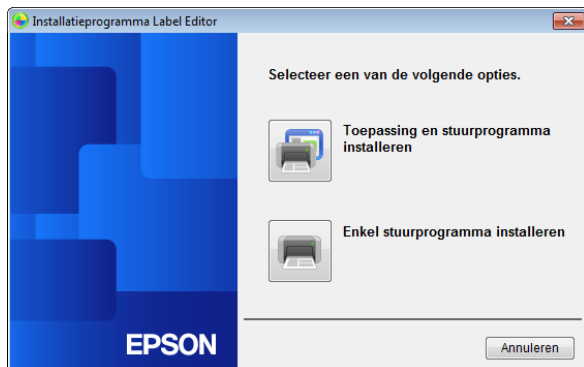 Installatieprogramma Label Editor
Selecteer een van de volgende opties.
Toepassing en stuurprogramma
installeren
Enkel stuurprogramma installeren
EPSON
Annuleren